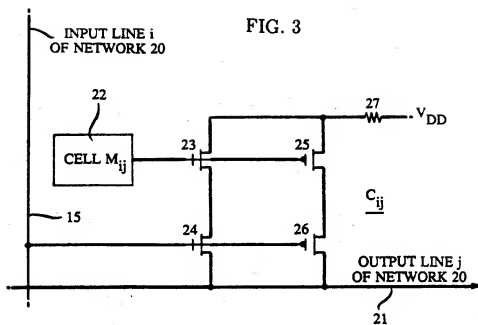 FIG. 3
INPUT LINE i
OF NETWORK 20
22
CELL Mij
23
25
27
VDD
Cij
15
24
26
OUTPUT LINE j
OF NETWORK 20
21